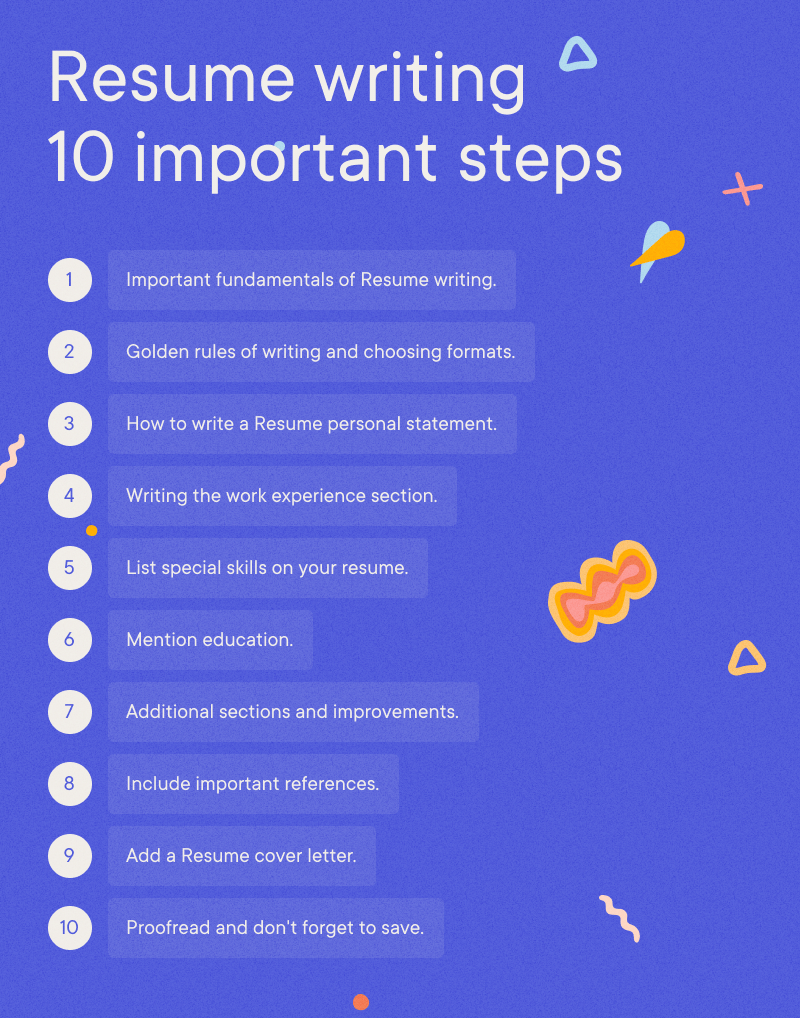 Resume writing
10 important steps
1 Important fundamentals of Resume writing.
2 Golden rules of writing and choosing formats.
3 How to write a Resume personal statement.
4 Writing the work experience section.
5 List special skills on your resume.
6 Mention education.
7 Additional sections and improvements.
8 Include important references.
9 Add a Resume cover letter.
10 Proofread and don't forget to save.